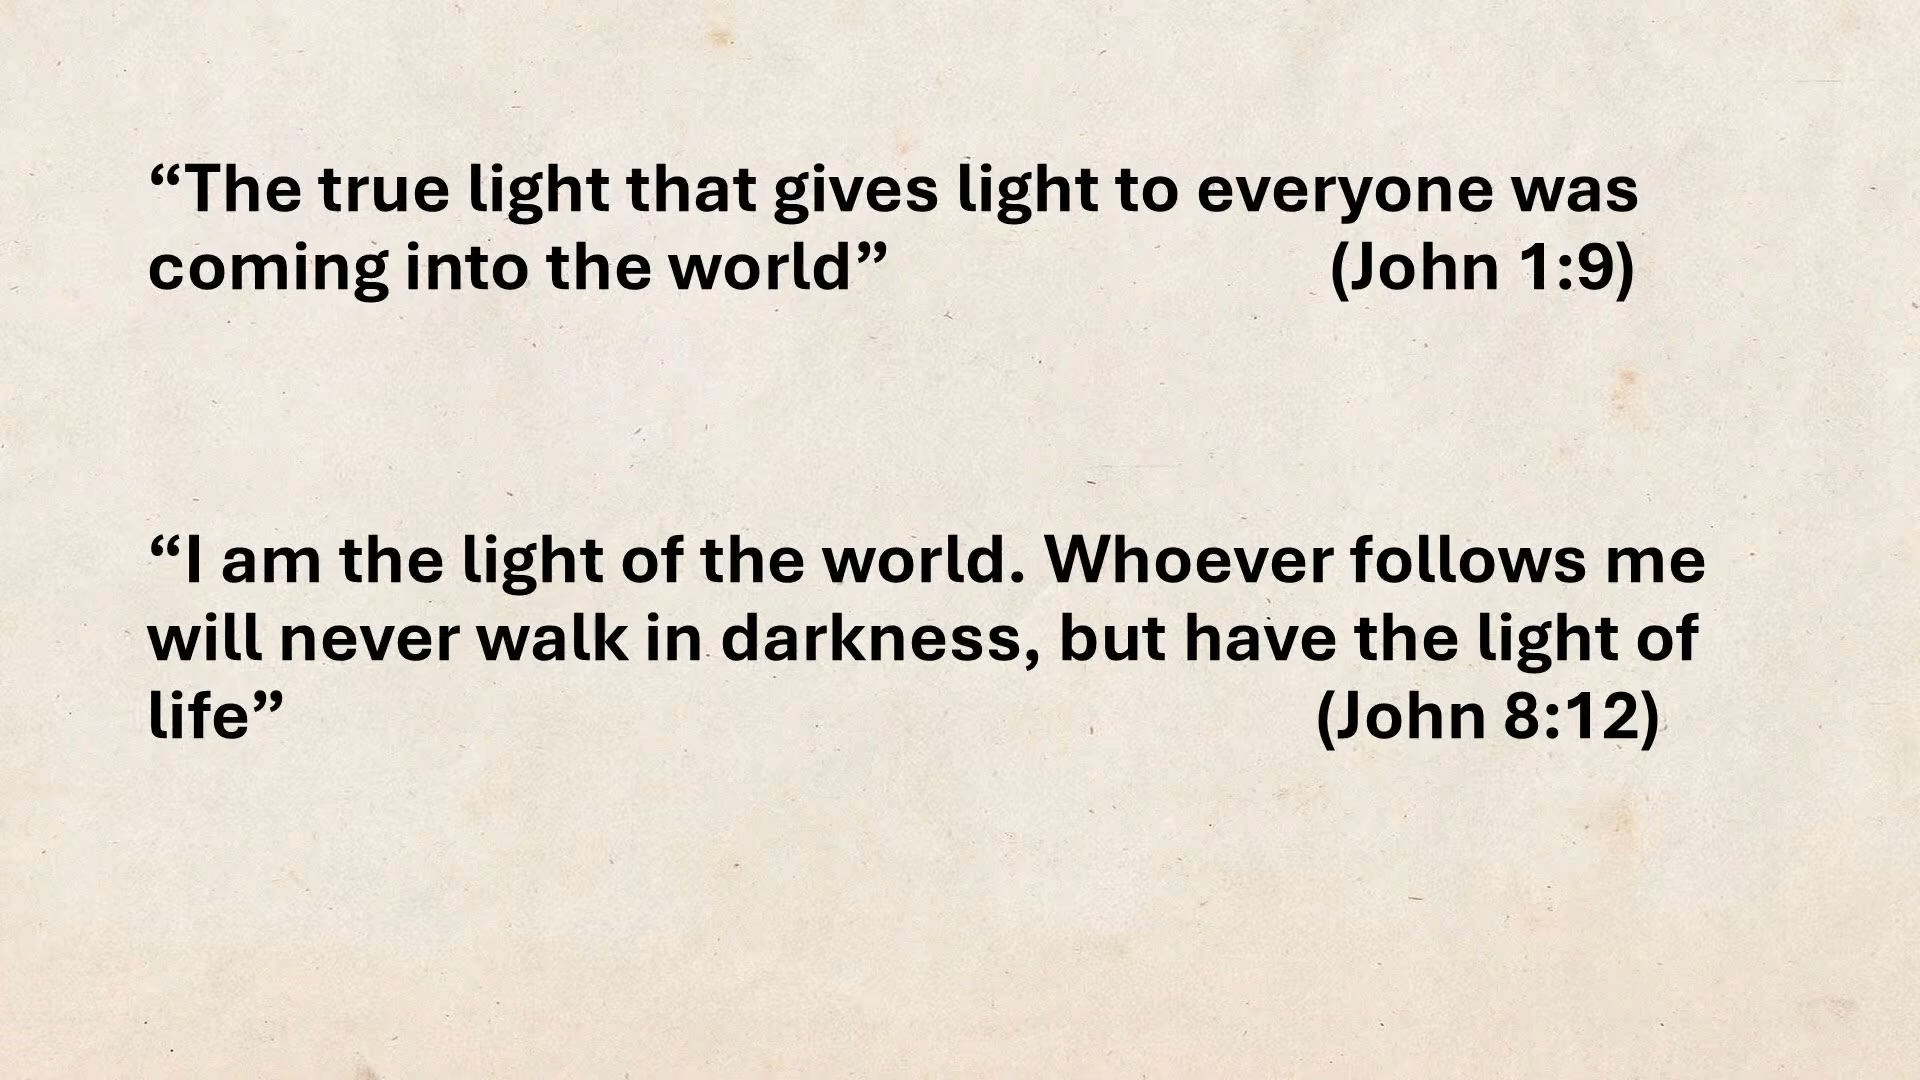 “The true light that gives light to everyone was
coming into the world” (John 1:9)
“I am the light of the world. Whoever follows me
will never walk in darkness, but have the light of
life” (John 8:12)